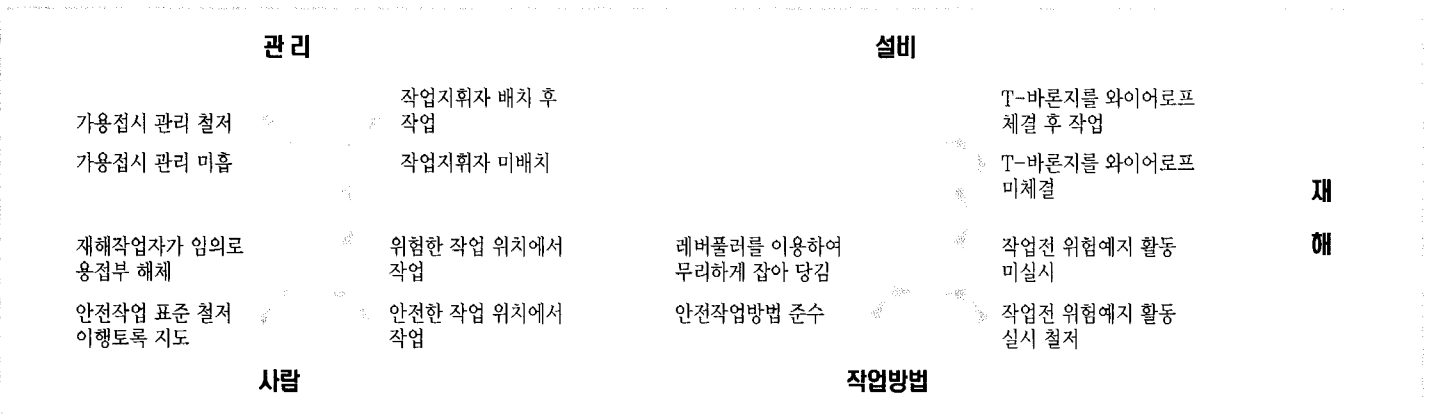 관 리
설비
가용접시 관리 철저
작업지휘자 배치 후
작업
T-바론지를 와이어로프
체결 후 작업
가용접시 관리 미흡
작업지휘자 미배치
T-바론지를 와이어로프
미체결
재
해
재해작업자가 임의로
용접부 해체
위험한 작업 위치에서
작업
레버풀러를 이용하여
무리하게 잡아 당김
작업전 위험예지 활동
미실시
안전작업 표준 철저
이행토록 지도
안전한 작업 위치에서
작업
안전작업방법 준수
작업전 위험예지 활동
실시 철저
사람
작업방법